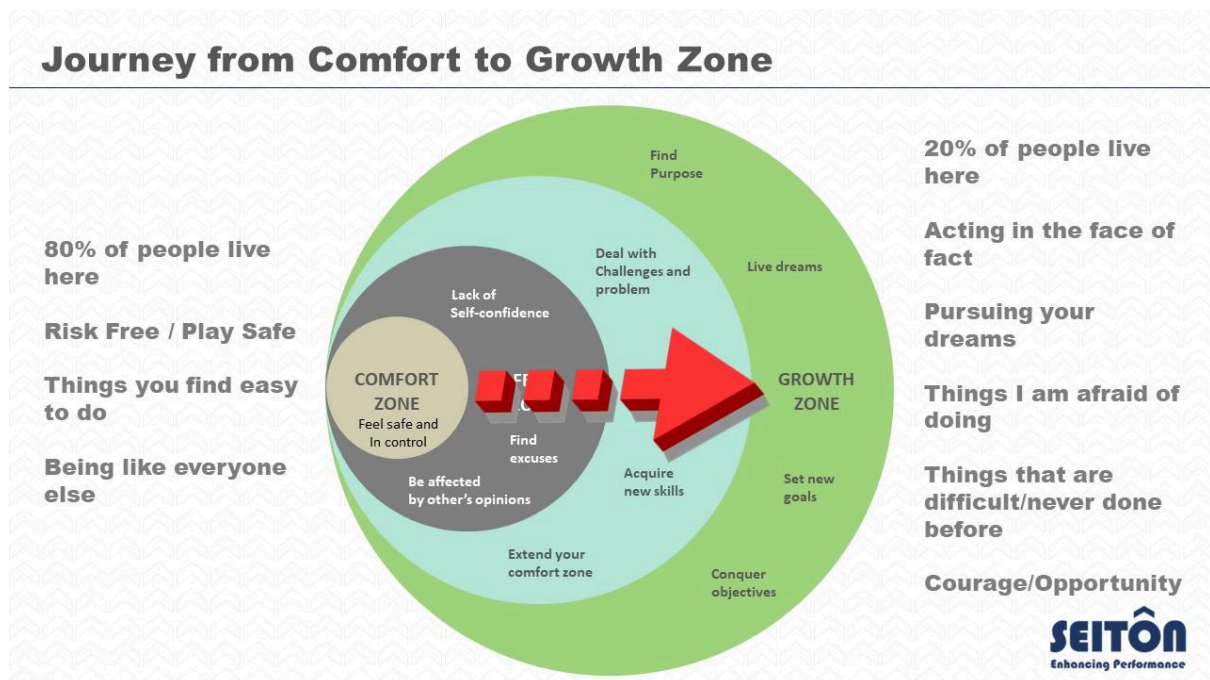 Journey from Comfort to Growth Zone
80% of people live
here
Risk Free / Play Safe
Things you find easy
to do
Being like everyone
else
COMFORT
ZONE
Feel safe and
In control
Lack of
Self-confidence
Find
excuses
Be affected
by other's opinions
Deal with
Challenges and
problem
Acquire
new skills
Extend your
comfort zone
Find
Purpose
Live dreams
GROWTH
ZONE
Set new
goals
Conquer
objectives
20% of people live
here
Acting in the face of
fact
Pursuing your
dreams
Things I am afraid of
doing
Things that are
difficult/never done
before
Courage/Opportunity
SEITÔN
Enhancing Performance